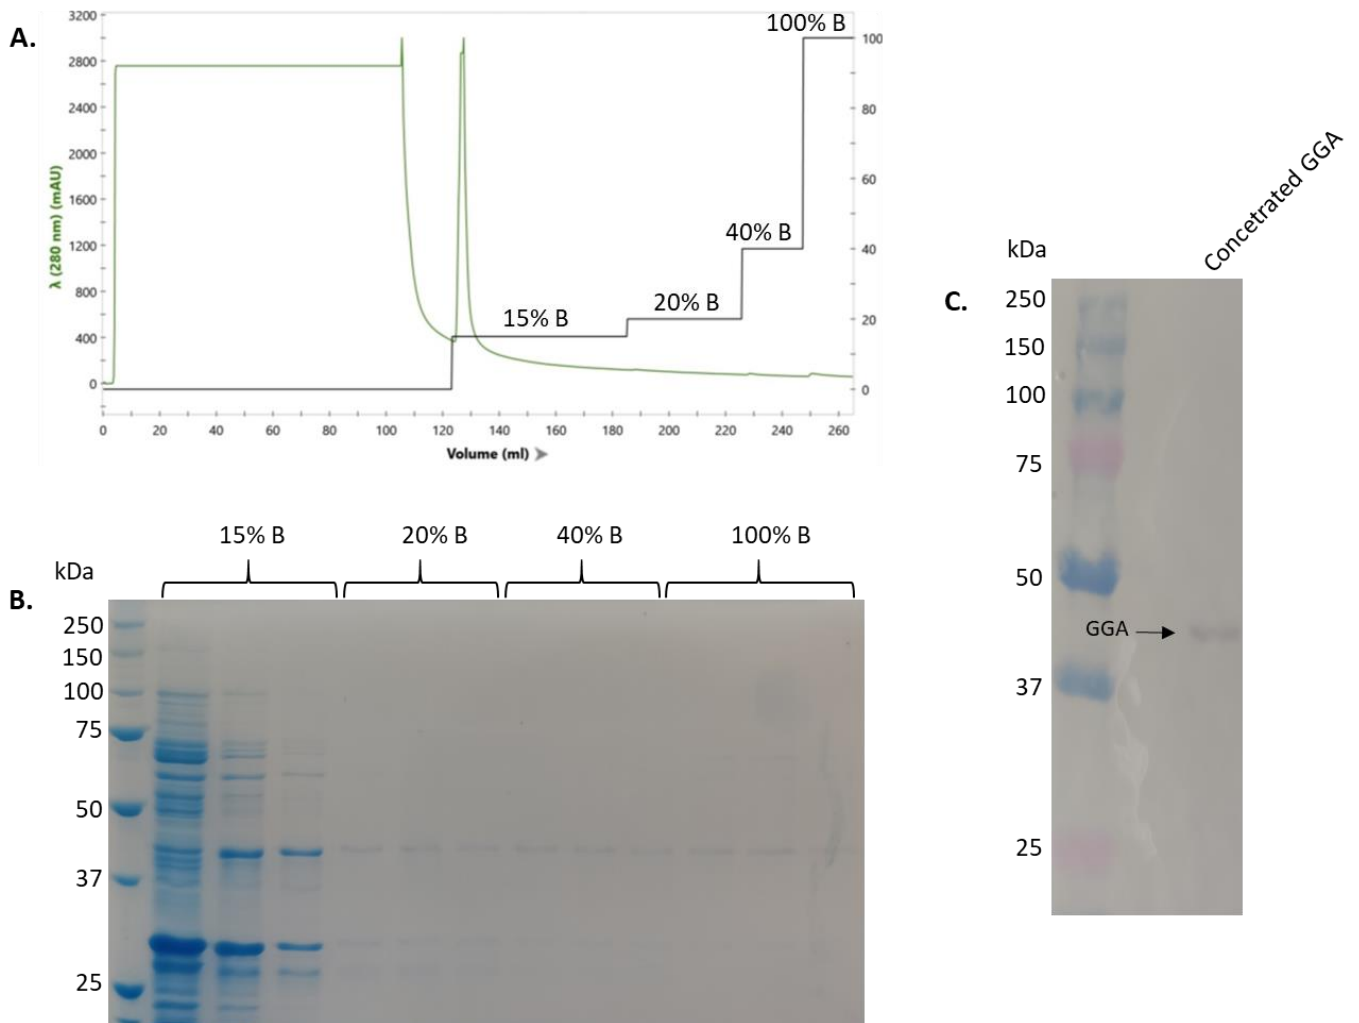 A.
100% B
3200
2800
2400
2000
1600
1200
800
400
0
λ (280 nm) (mAU)
100
80
60
40
20
0
40% B
20% B
15% B
0 20 40 60 80 100 120 140 160 180 200 220 240 260
Volume (ml)
B.
15% B 20% B 40% B 100% B
kDa
250
150
100
75
50
37
25
C.
Concetrated GGA
kDa
250
150
100
75
50
GGA
37
25